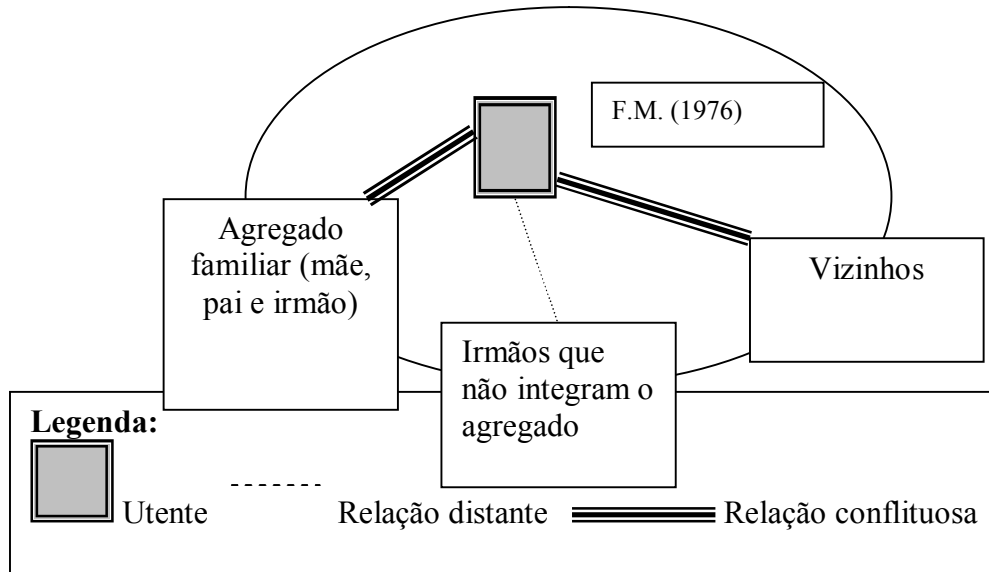 F.M. (1976)
Agregado
familiar (mãe,
pai e irmão)
Vizinhos
Irmãos que
não integram o
agregado
Legenda:
Utente
Relação distante
Relação conflituosa